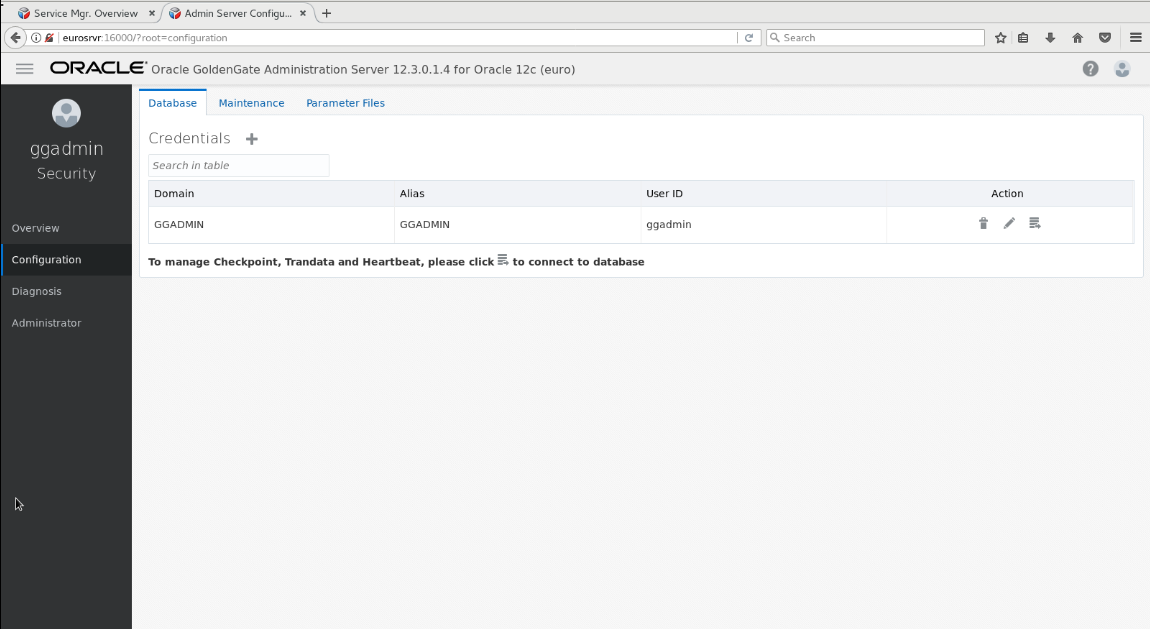 Service Mgr. Overview
Admin Server Configu...
eurosrvr:16000/?root=configuration
Search
ORACLE' Oracle GoldenGate Administration Server 12.3.0.1.4 for Oracle 12c (euro)
?
ggadmin
Security
Overview
Configuration
Diagnosis
Administrator
Database Maintenance Parameter Files
Credentials
Search in table
Domain Alias User ID Action
GGADMIN GGADMIN ggadmin
To manage Checkpoint, Trandata and Heartbeat, please click to connect to database